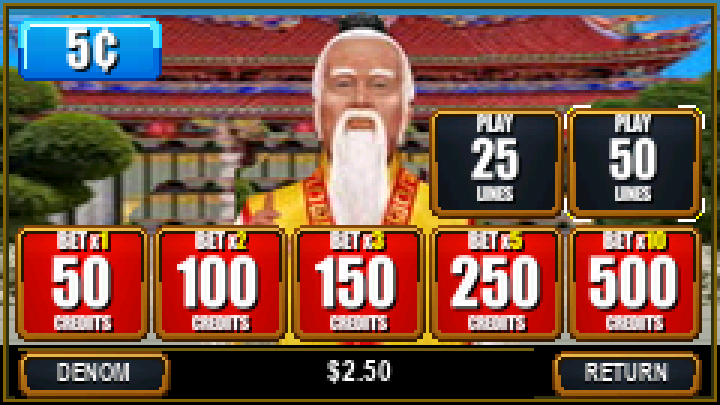 5¢
PLAY
25
LINES
PLAY
50
LINES
BET x1
50
CREDITS
BET x2
100
CREDITS
BET x3
150
CREDITS
BET x5
250
CREDITS
BET x10
500
CREDITS
DENOM
$2.50
RETURN